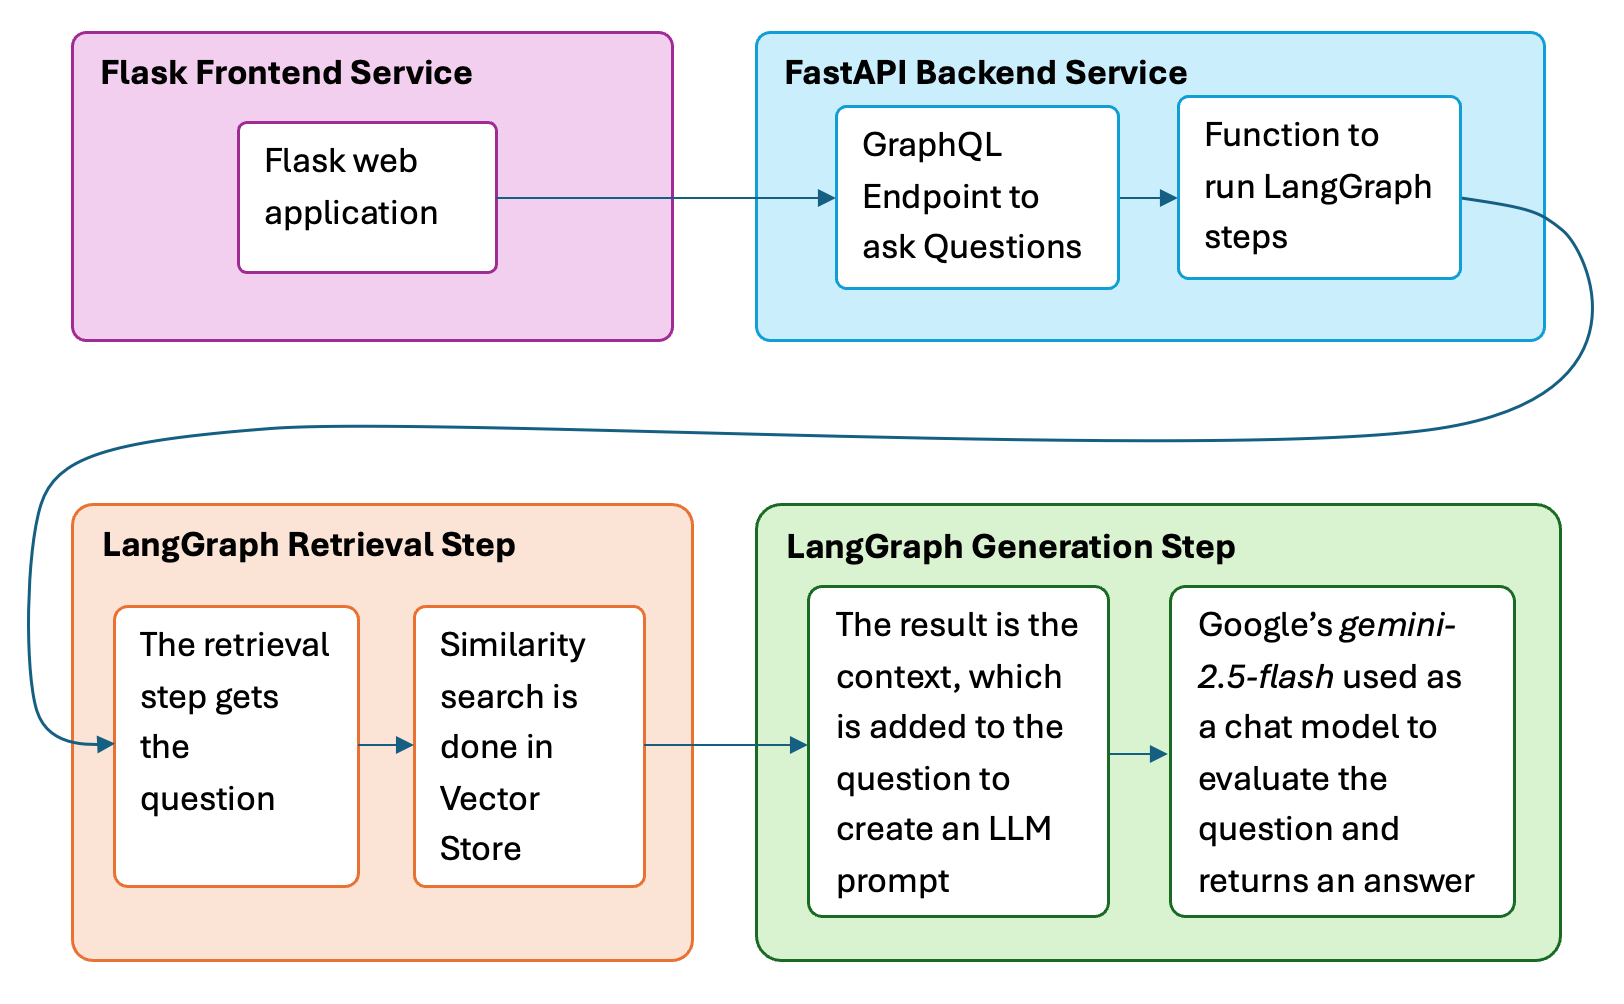 Flask Frontend Service
Flask web
application
FastAPI Backend Service
GraphQL
Endpoint to
ask Questions
Function to
run LangGraph
steps
LangGraph Retrieval Step
The retrieval
step gets
the
question
Similarity
search is
done in
Vector
Store
LangGraph Generation Step
The result is the
context, which
is added to the
question to
create an LLM
prompt
Google’s gemini-
2.5-flash used as
a chat model to
evaluate the
question and
returns an answer